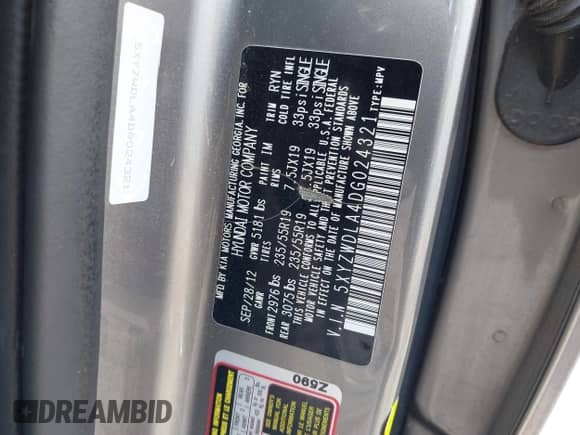 MFD BY KIA MOTORS MANUFACTURING GEORGIA, INC. FOR
HYUNDAI MOTOR COMPANY
SEP/28/12 GVWR 5181 lbs PAINT TM TRIM RYN
GAWR TIRES RIMS COLD TIRE INFL
FRONT 2976 lbs 235/55R19 7.5JX19 33psi SINGLE
REAR 3075 lbs 235/55R19 7.5JX19 33psi SINGLE
THIS VEHICLE CONFORMS TO ALL APPLICABLE U.S.A. FEDERAL
MOTOR VEHICLE SAFETY AND THEFT PREVENTION STANDARDS
IN EFFECT ON THE DATE OF MANUFACTURE SHOWN ABOVE
V.I.N 5XYZWDLA4DG024321 TYPE:MPV
5XYZWDLA4DG024321
Z590
DREAMBID